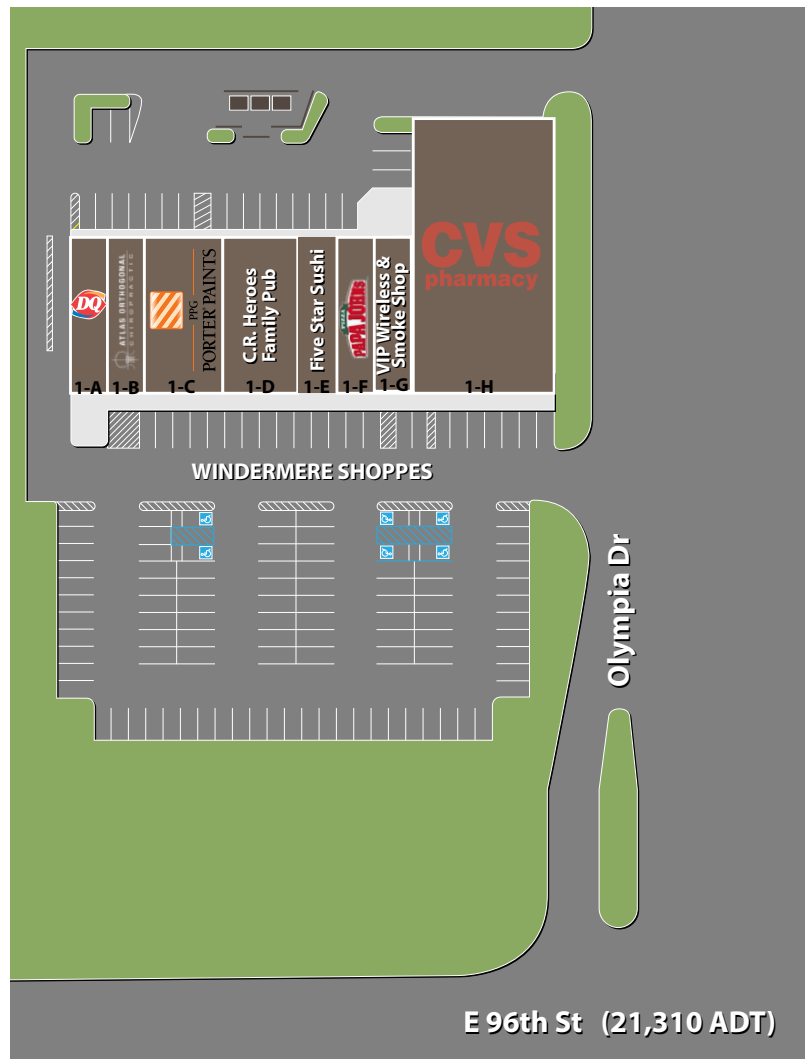 CVS
pharmacy
DQ
ATLAS ORTHOGONAL
CHIROPRACTIC
PPG
PORTER PAINTS
C.R. Heroes
Family Pub
Five Star Sushi
PIZZA
PAPA JOHNS
VIP Wireless &
Smoke Shop
1-A
1-B
1-C
1-D
1-E
1-F
1-G
1-H
WINDERMERE SHOPPES
Olympia Dr
E 96th St (21,310 ADT)